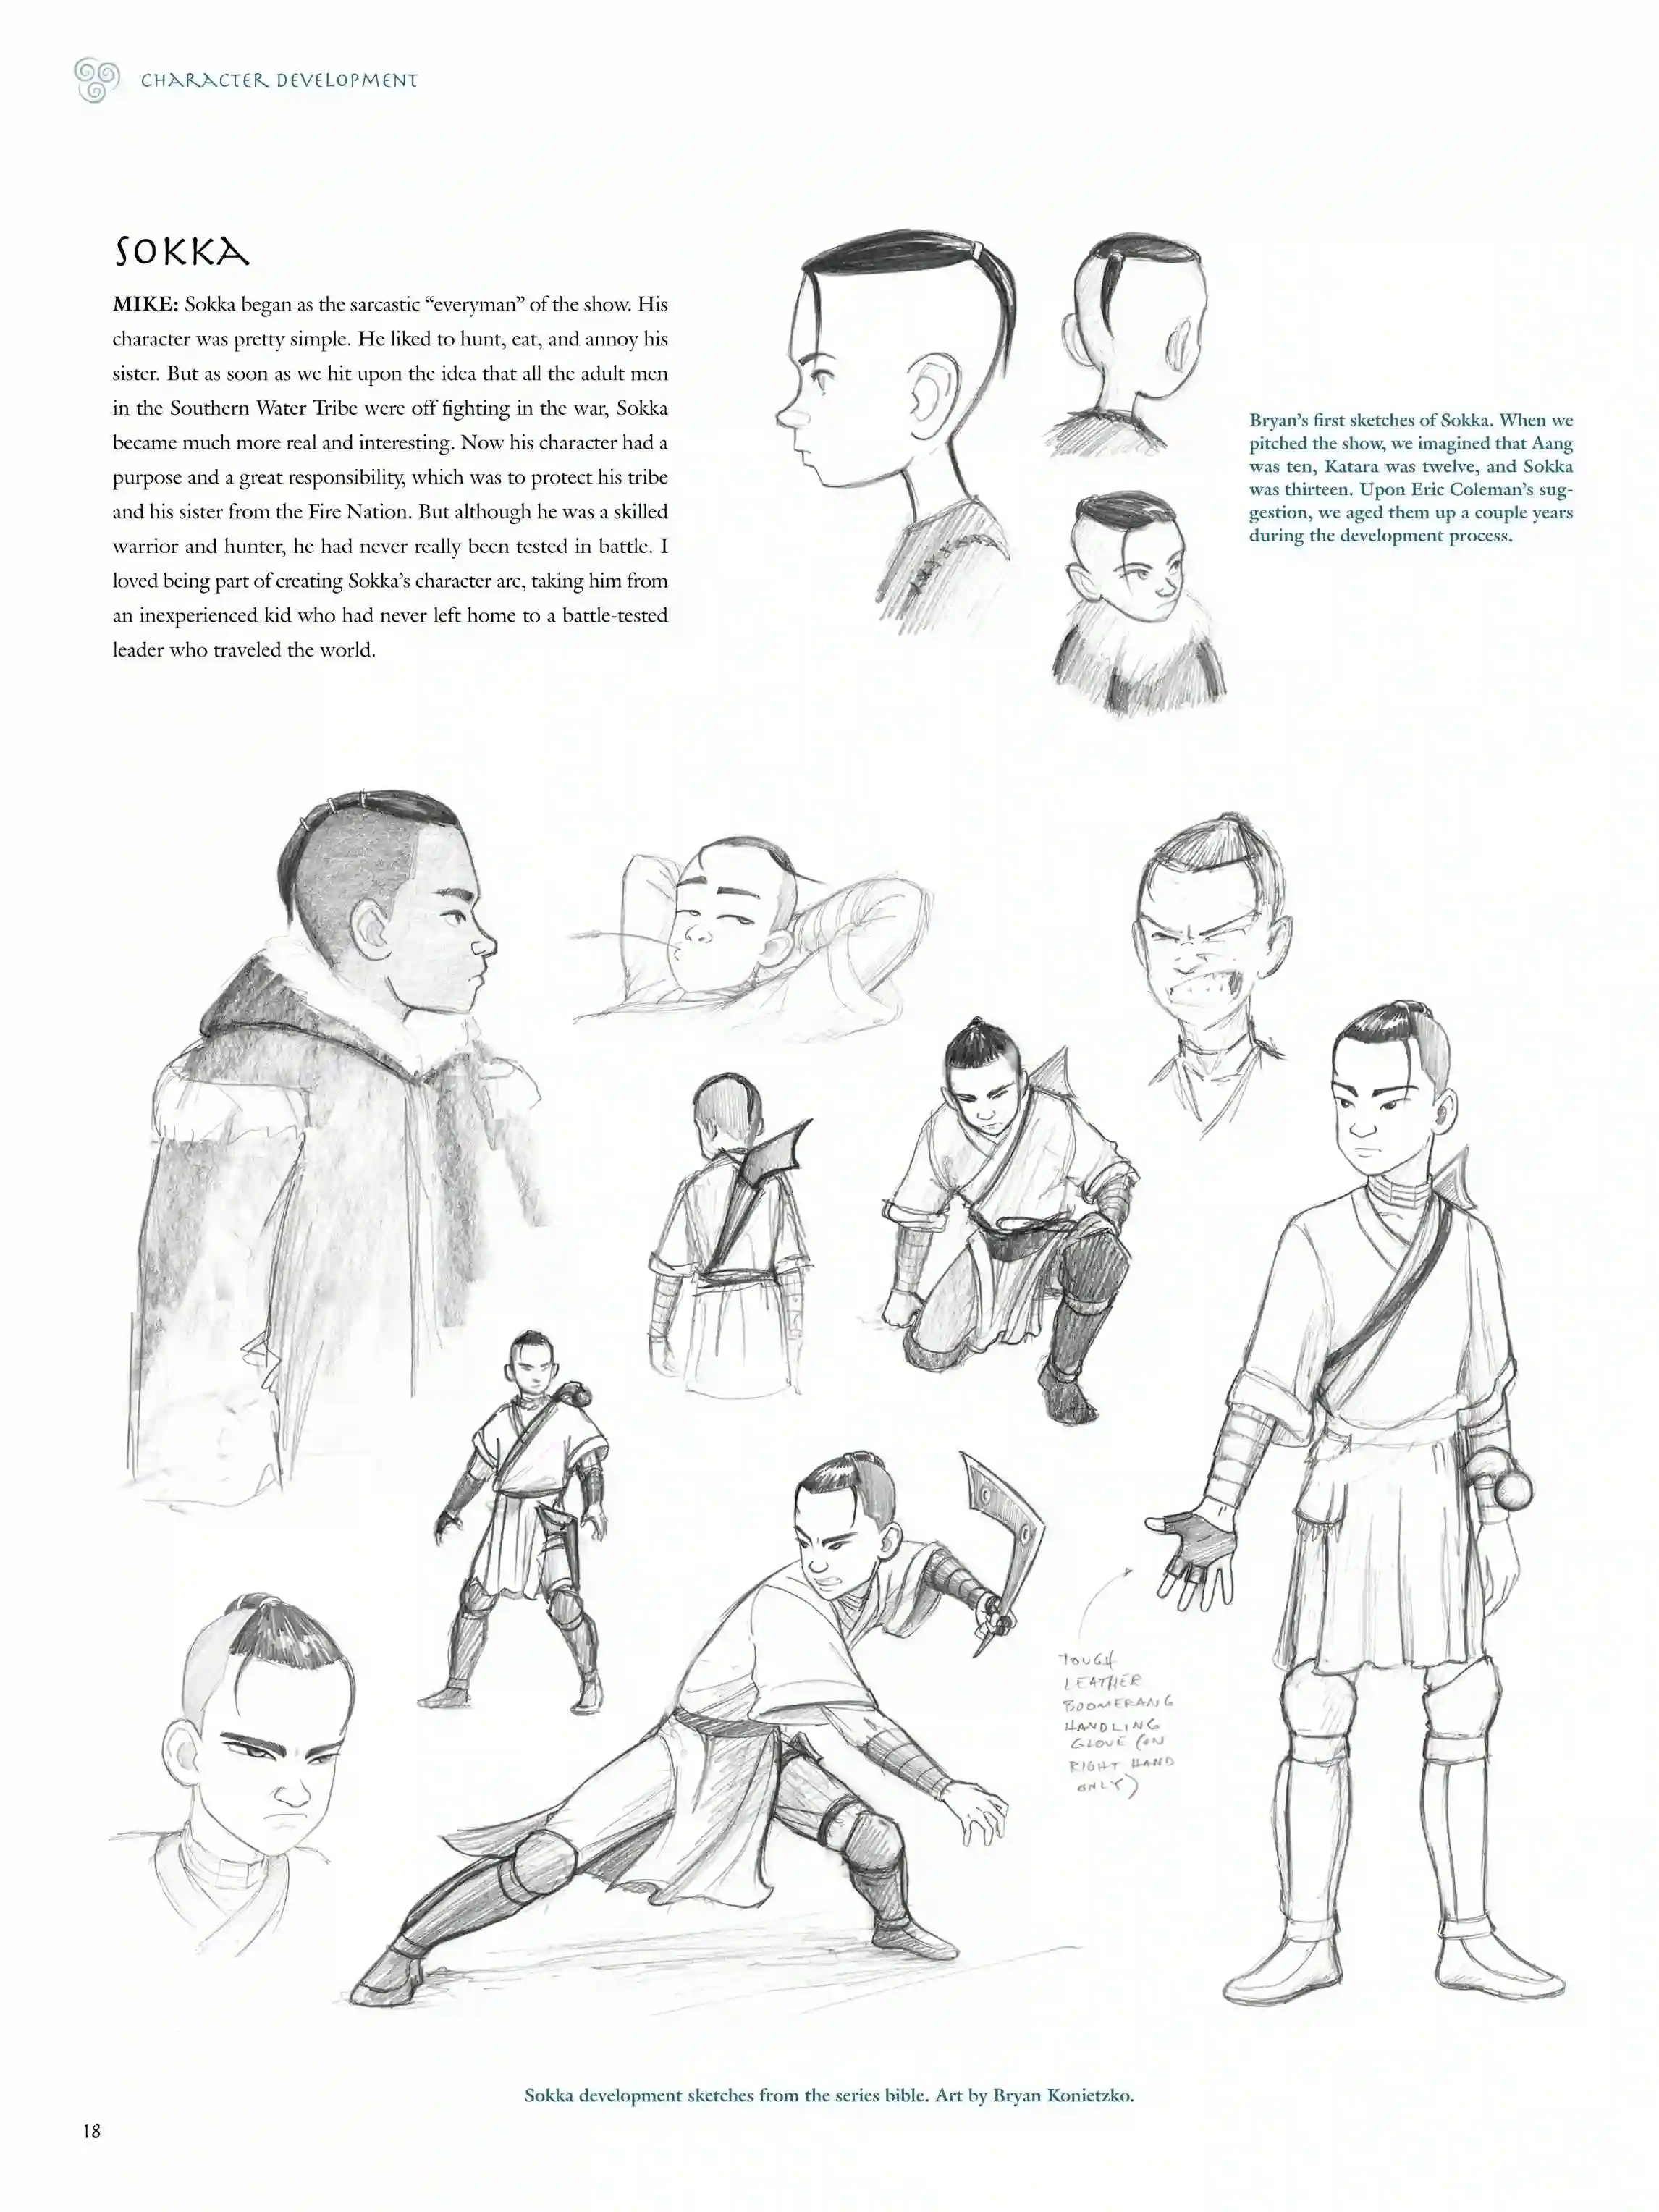 CHARACTER DEVELOPMENT
SOKKA
MIKE: Sokka began as the sarcastic “everyman” of the show. His
character was pretty simple. He liked to hunt, eat, and annoy his
sister. But as soon as we hit upon the idea that all the adult men
in the Southern Water Tribe were off fighting in the war, Sokka
became much more real and interesting. Now his character had a
purpose and a great responsibility, which was to protect his tribe
and his sister from the Fire Nation. But although he was a skilled
warrior and hunter, he had never really been tested in battle. I
loved being part of creating Sokka’s character arc, taking him from
an inexperienced kid who had never left home to a battle-tested
leader who traveled the world.
Bryan’s first sketches of Sokka. When we
pitched the show, we imagined that Aang
was ten, Katara was twelve, and Sokka
was thirteen. Upon Eric Coleman’s sug-
gestion, we aged them up a couple years
during the development process.
TOUGH
LEATHER
BOOMERANG
HANDLING
GLOVE (ON
RIGHT HAND
ONLY)
Sokka development sketches from the series bible. Art by Bryan Konietzko.
18